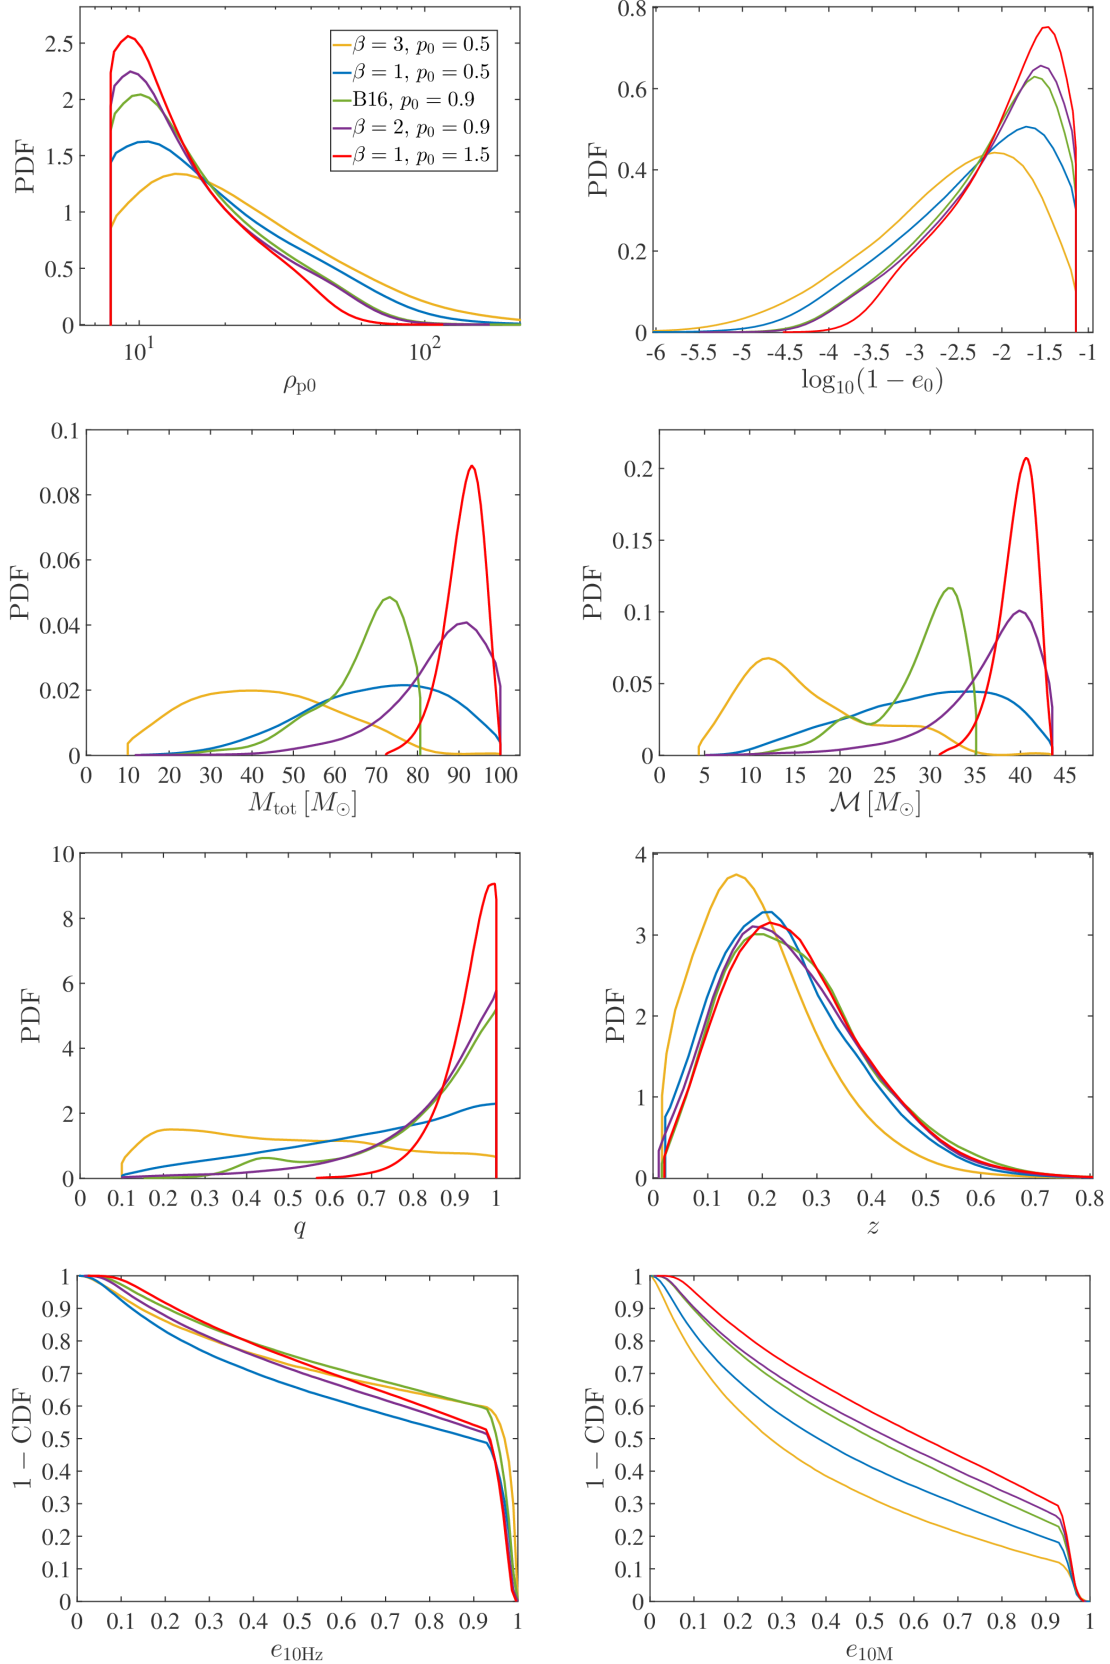 PDF
2.5
2
1.5
1
0.5
0
10¹
10²
ρp0
β = 3, p₀ = 0.5
β = 1, p₀ = 0.5
B16, p₀ = 0.9
β = 2, p₀ = 0.9
β = 1, p₀ = 1.5
PDF
0.8
0.6
0.4
0.2
0
-6 -5.5 -5 -4.5 -4 -3.5 -3 -2.5 -2 -1.5 -1
log₁₀(1 − e₀)
PDF
0.1
0.08
0.06
0.04
0.02
0
0 10 20 30 40 50 60 70 80 90 100
Mtot [M⊙]
PDF
0.2
0.15
0.1
0.05
0
0 5 10 15 20 25 30 35 40 45
ℳ [M⊙]
PDF
10
8
6
4
2
0
0 0.1 0.2 0.3 0.4 0.5 0.6 0.7 0.8 0.9 1
q
PDF
4
3
2
1
0
0 0.1 0.2 0.3 0.4 0.5 0.6 0.7 0.8
z
1 − CDF
1
0.9
0.8
0.7
0.6
0.5
0.4
0.3
0.2
0.1
0
0 0.1 0.2 0.3 0.4 0.5 0.6 0.7 0.8 0.9 1
e10Hz
1 − CDF
1
0.9
0.8
0.7
0.6
0.5
0.4
0.3
0.2
0.1
0
0 0.1 0.2 0.3 0.4 0.5 0.6 0.7 0.8 0.9 1
e10M